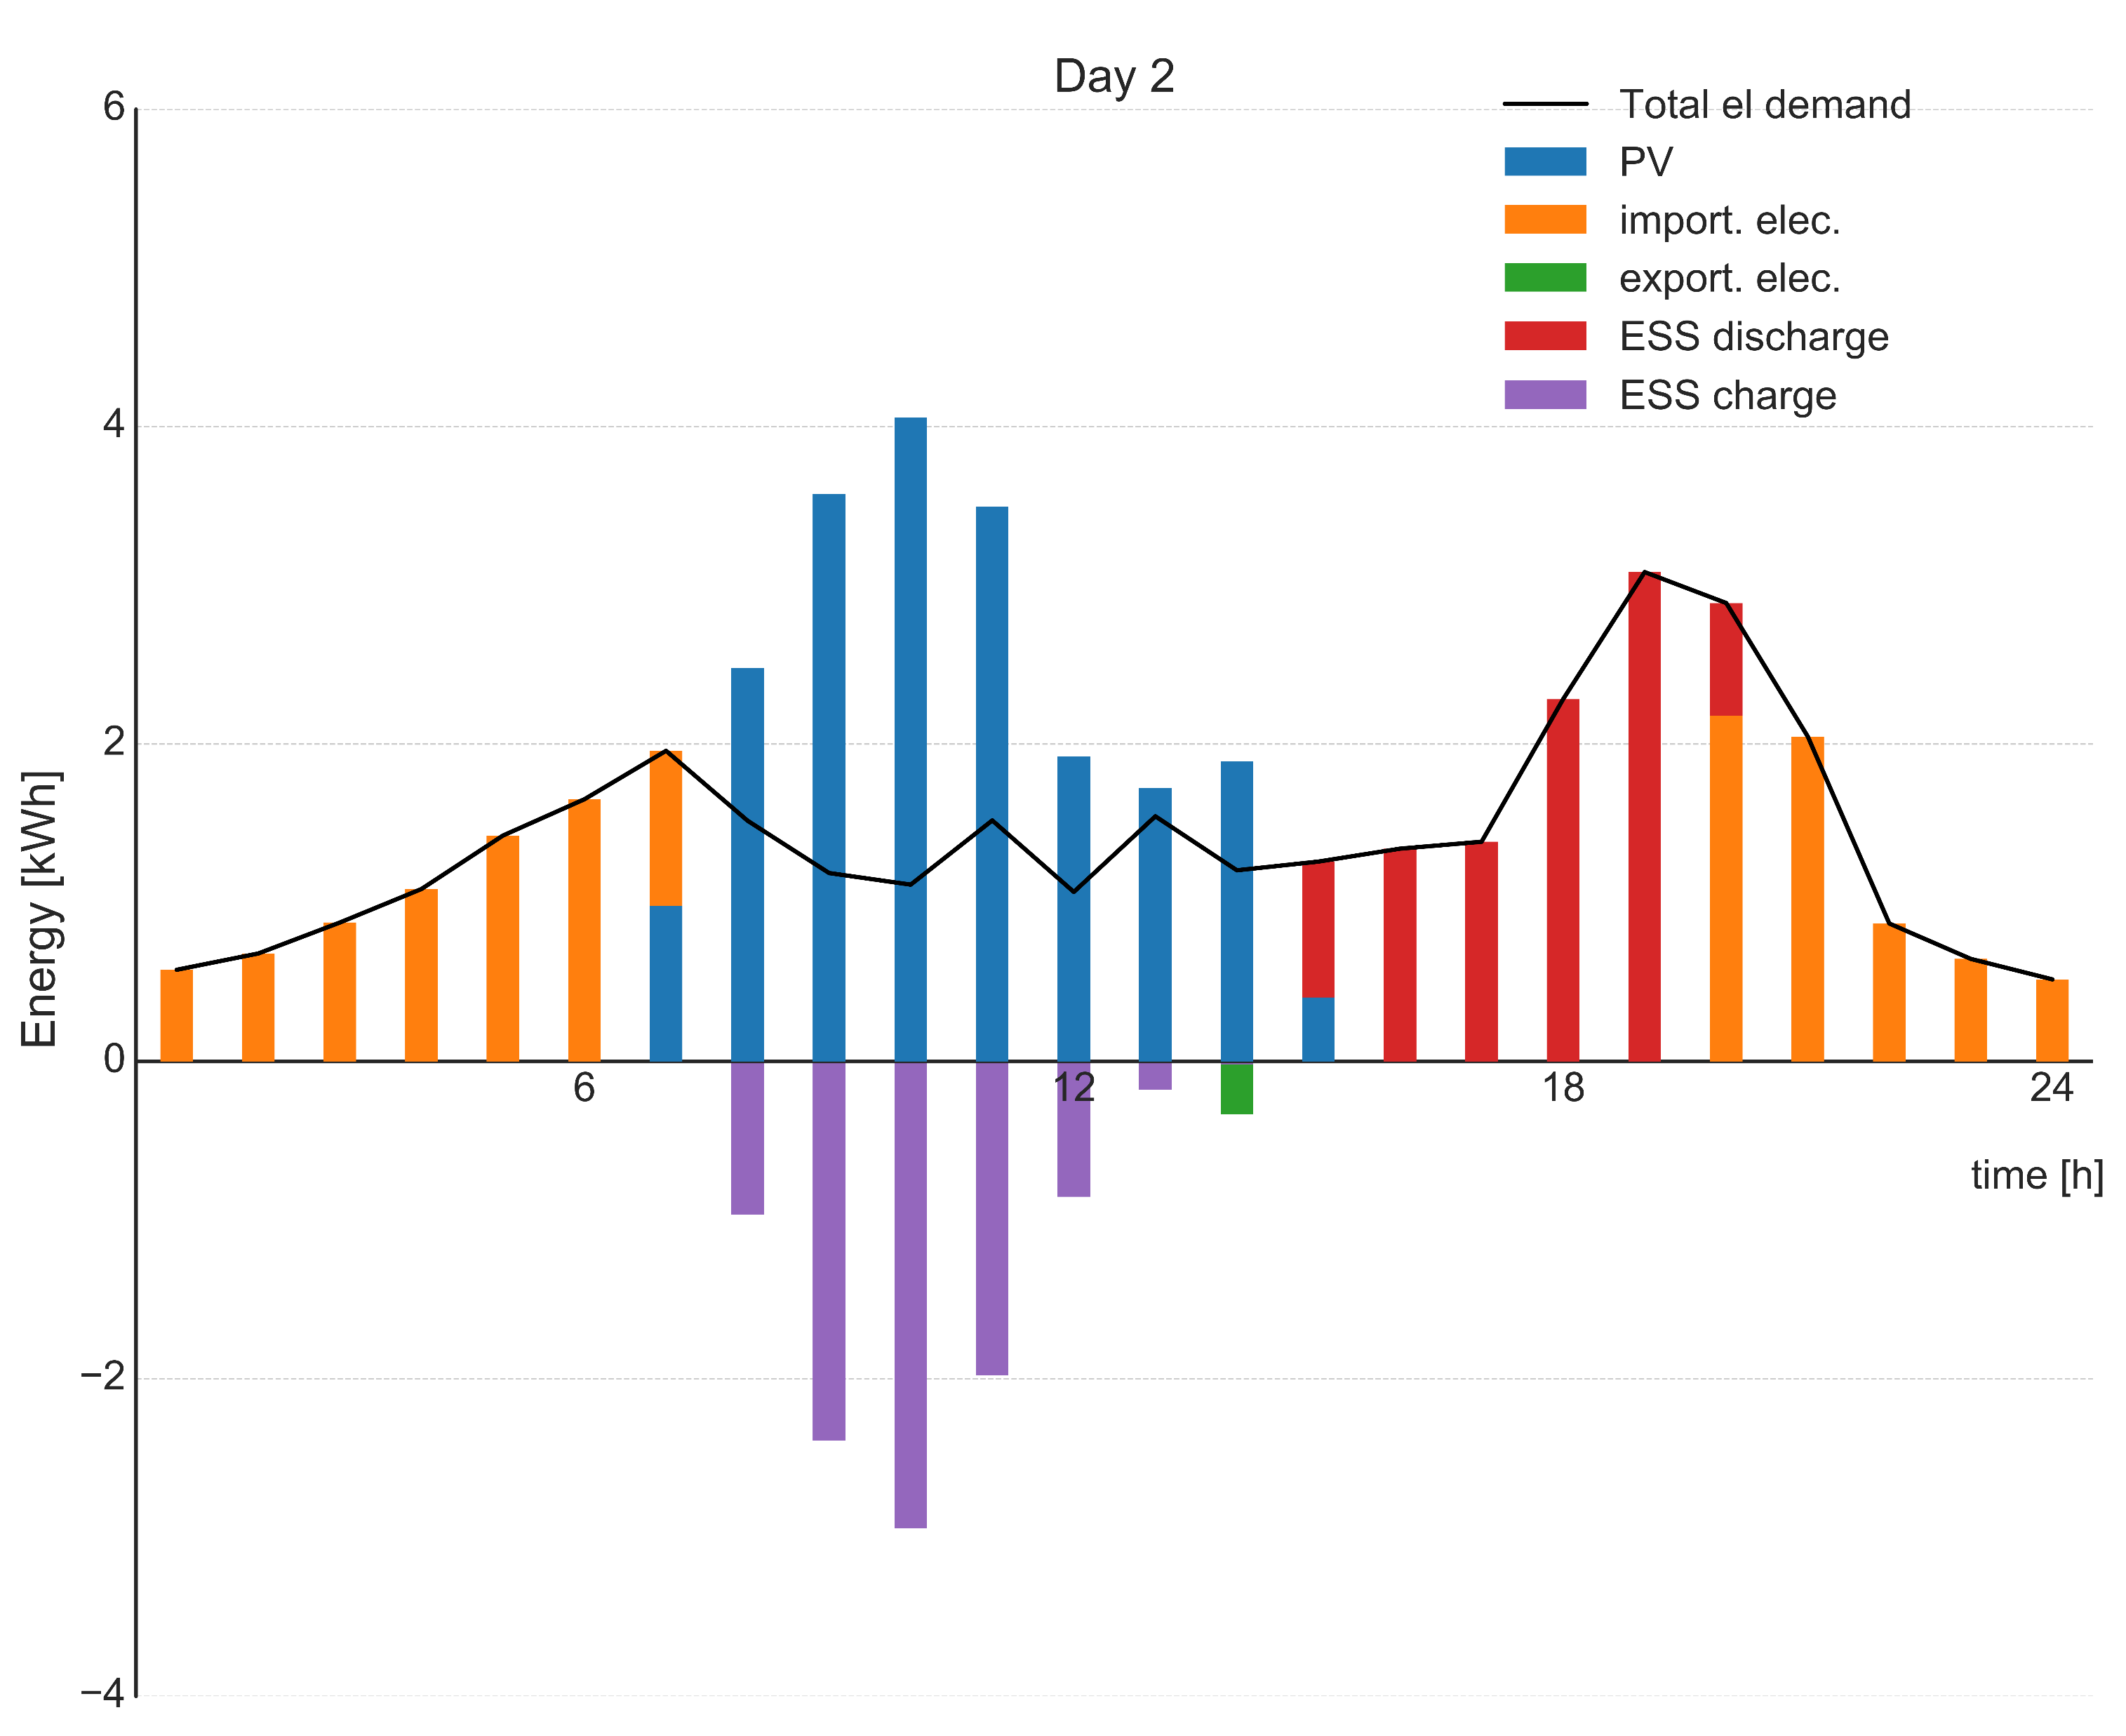 Day 2
Total el demand
PV
import. elec.
export. elec.
ESS discharge
ESS charge
6
4
2
0
−2
−4
Energy [kWh]
6
12
18
24
time [h]